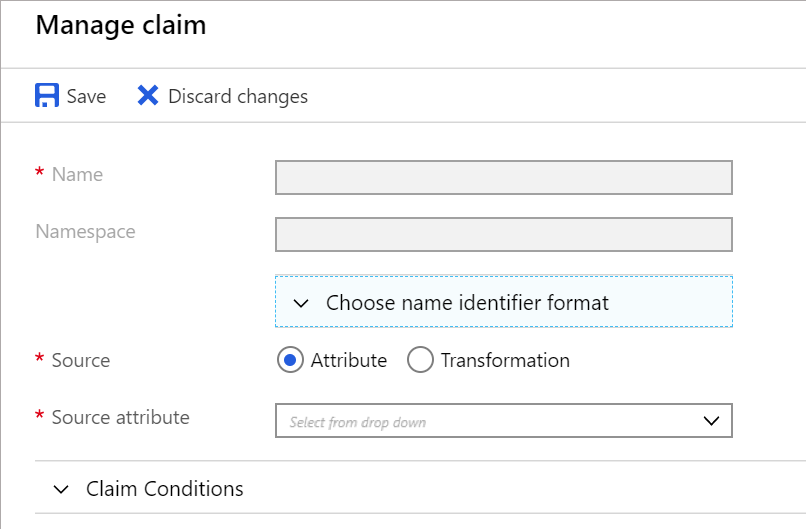 Manage claim
Save Discard changes
* Name
Namespace
Choose name identifier format
* Source Attribute Transformation
* Source attribute Select from drop down
Claim Conditions